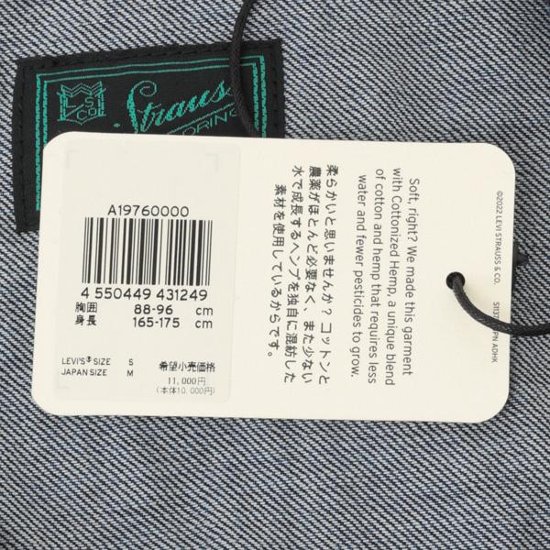 L S
& CO
Strauss
A19760000
4 550449 431249
胸囲 88-96 cm
身長 165-175 cm
LEVI'S® SIZE S
JAPAN SIZE M
希望小売価格
11,000円
(本体10,000円)
柔らかいと思いませんか？コットンと
農薬がほとんど必要なく、また少ない
水で成長するヘンプを独自に混紡した
素材を使用しているからです。
Soft, right? We made this garment
with Cottonized Hemp, a unique blend
of cotton and hemp that requires less
water and fewer pesticides to grow.
©2022 LEVI STRAUSS & CO.
ADHX